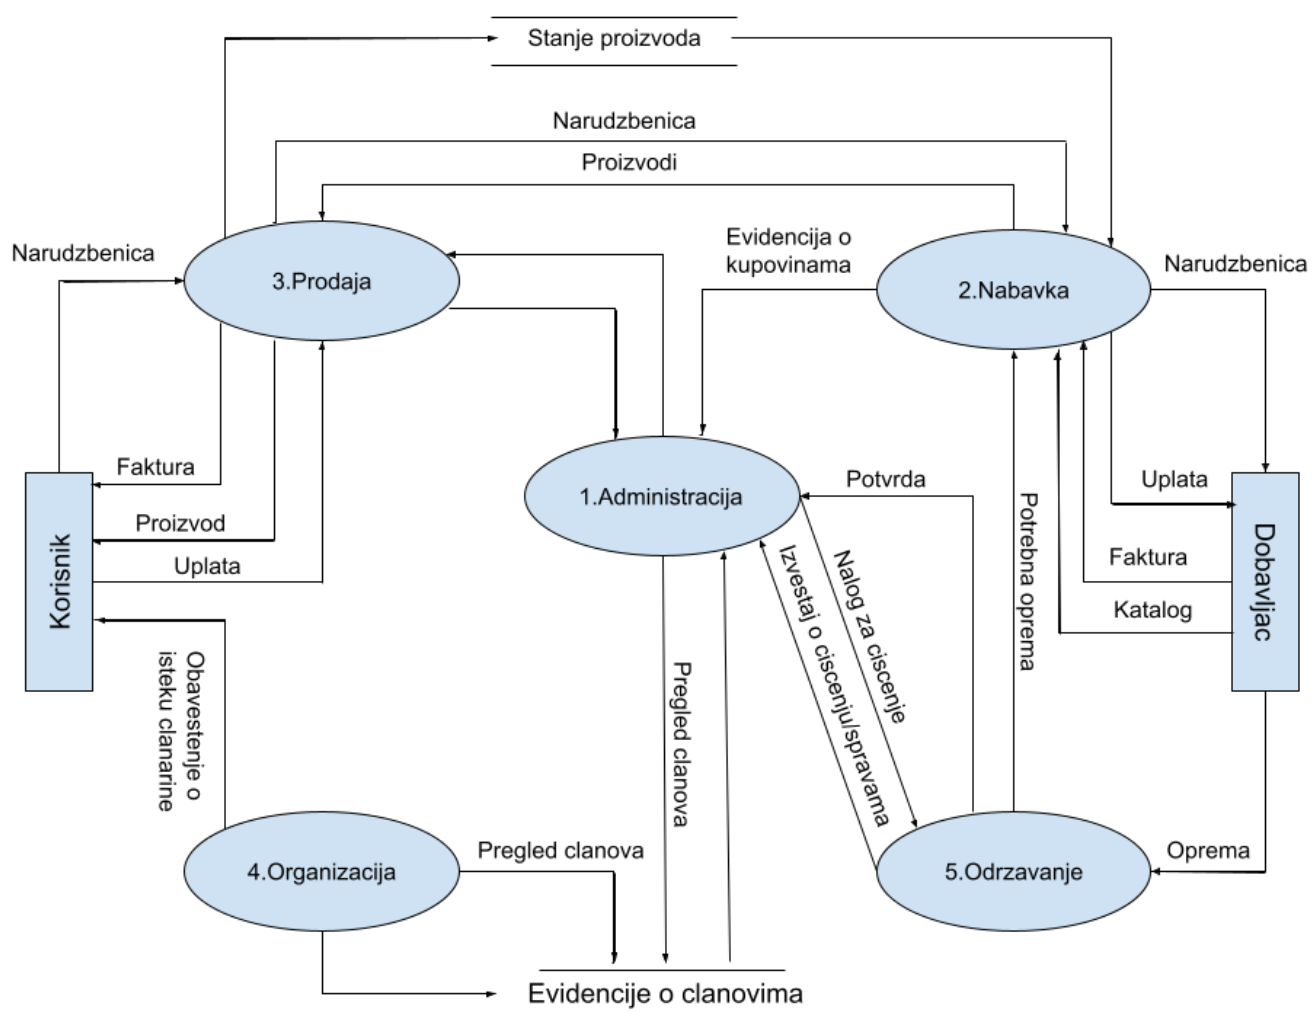 Stanje proizvoda
Narudzbenica
Proizvodi
Narudzbenica
3.Prodaja
Evidencija o
kupovinama
2.Nabavka
Narudzbenica
Faktura
Proizvod
Uplata
Korisnik
1.Administracija
Potvrda
Potrebna oprema
Uplata
Faktura
Katalog
Dobavljac
Izvestaj o ciscenju/spravama
Nalog za ciscenje
Pregled clanova
Obavestenje o
isteku clanarine
4.Organizacija
Pregled clanova
5.Odrzavanje
Oprema
Evidencije o clanovima